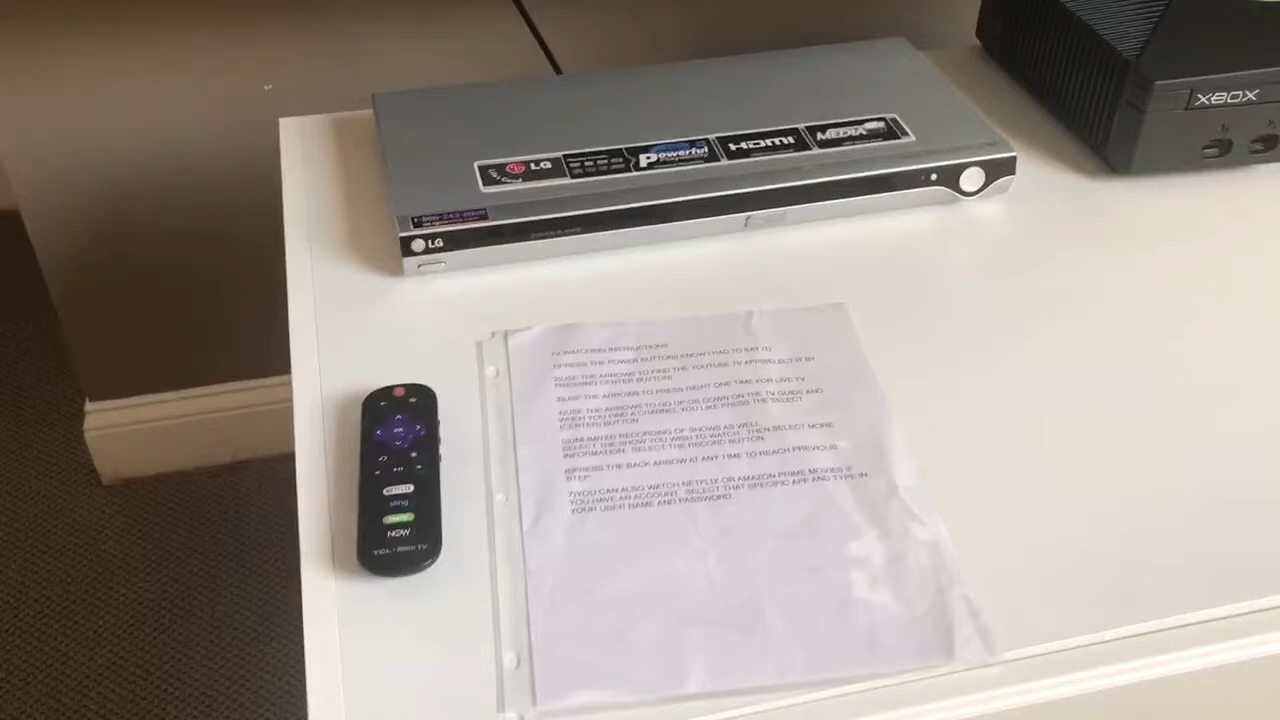 XBOX
LG
Life's Good
Powerful
HDMI
MEDIA
LG
TV WATCHING INSTRUCTIONS
1)PRESS THE POWER BUTTON(I KNOW I HAD TO SAY IT)
2)USE THE ARROWS TO FIND THE YOUTUBE TV APP(SELECT IT BY
PRESSING CENTER BUTTON)
3)USE THE ARROWS TO PRESS RIGHT ONE TIME FOR LIVE TV
4)USE THE ARROWS TO GO UP OR DOWN ON THE TV GUIDE AND
WHEN YOU FIND A CHANNEL YOU LIKE PRESS THE SELECT
(CENTER) BUTTON
5)UNLIMITED RECORDING OF SHOWS AS WELL.
SELECT THE SHOW YOU WISH TO WATCH. THEN SELECT MORE
INFORMATION. SELECT THE RECORD BUTTON.
6)PRESS THE BACK ARROW AT ANY TIME TO REACH PREVIOUS
STEP
7)YOU CAN ALSO WATCH NETFLIX OR AMAZON PRIME MOVIES IF
YOU HAVE AN ACCOUNT. SELECT THAT SPECIFIC APP AND TYPE IN
YOUR USER NAME AND PASSWORD.
OK
NETFLIX
sling
hulu
NOW
TCL • Roku TV